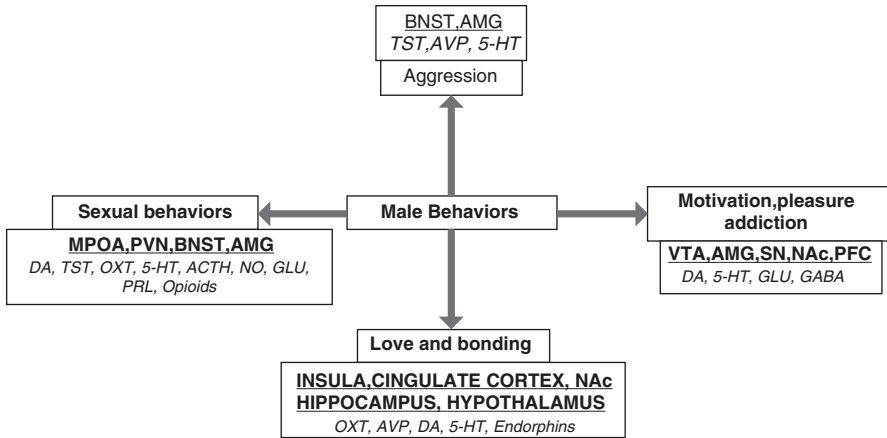 BNST,AMG
TST,AVP, 5-HT
Aggression
Sexual behaviors
MPOA,PVN,BNST,AMG
DA, TST, OXT, 5-HT, ACTH, NO, GLU,
PRL, Opioids
Male Behaviors
Motivation,pleasure
addiction
VTA,AMG,SN,NAc,PFC
DA, 5-HT, GLU, GABA
Love and bonding
INSULA,CINGULATE CORTEX, NAc
HIPPOCAMPUS, HYPOTHALAMUS
OXT, AVP, DA, 5-HT, Endorphins